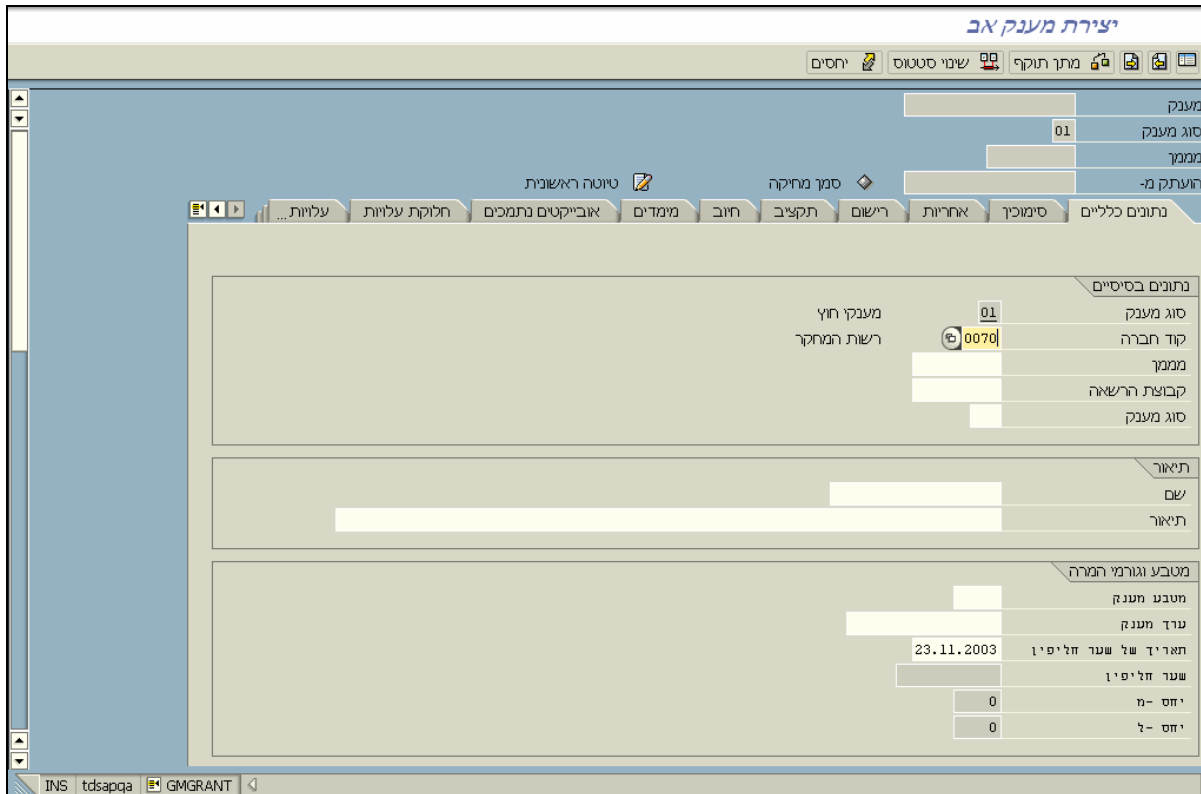 יצירת מענק אב
מתן תוקף שינוי סטטוס יחסים
מענק
סוג מענק 01
מממן
הועתק מ- סמן מחיקה טיוטה ראשונית
נתונים כלליים סימוכין אחריות רישום תקציב חיוב מימדים אובייקטים נתמכים חלוקת עלויות עלויות...
נתונים בסיסיים
סוג מענק 01 מענקי חוץ
קוד חברה 0070 רשות המחקר
מממן
קבוצת הרשאה
סוג מענק
תיאור
שם
תיאור
מטבע וגורמי המרה
מטבע מענק
ערך מענק
תאריך של שער חליפין 23.11.2003
שער חליפין
יחס -מ 0
יחס -ל 0
INS tdsapqa GMGRANT